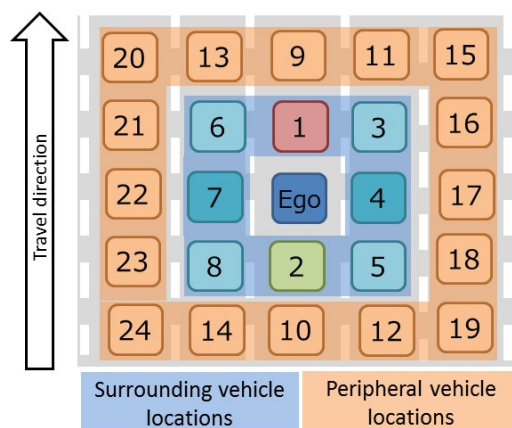 Travel direction
20 13 9 11 15
21 6 1 3 16
22 7 Ego 4 17
23 8 2 5 18
24 14 10 12 19
Surrounding vehicle
locations
Peripheral vehicle
locations